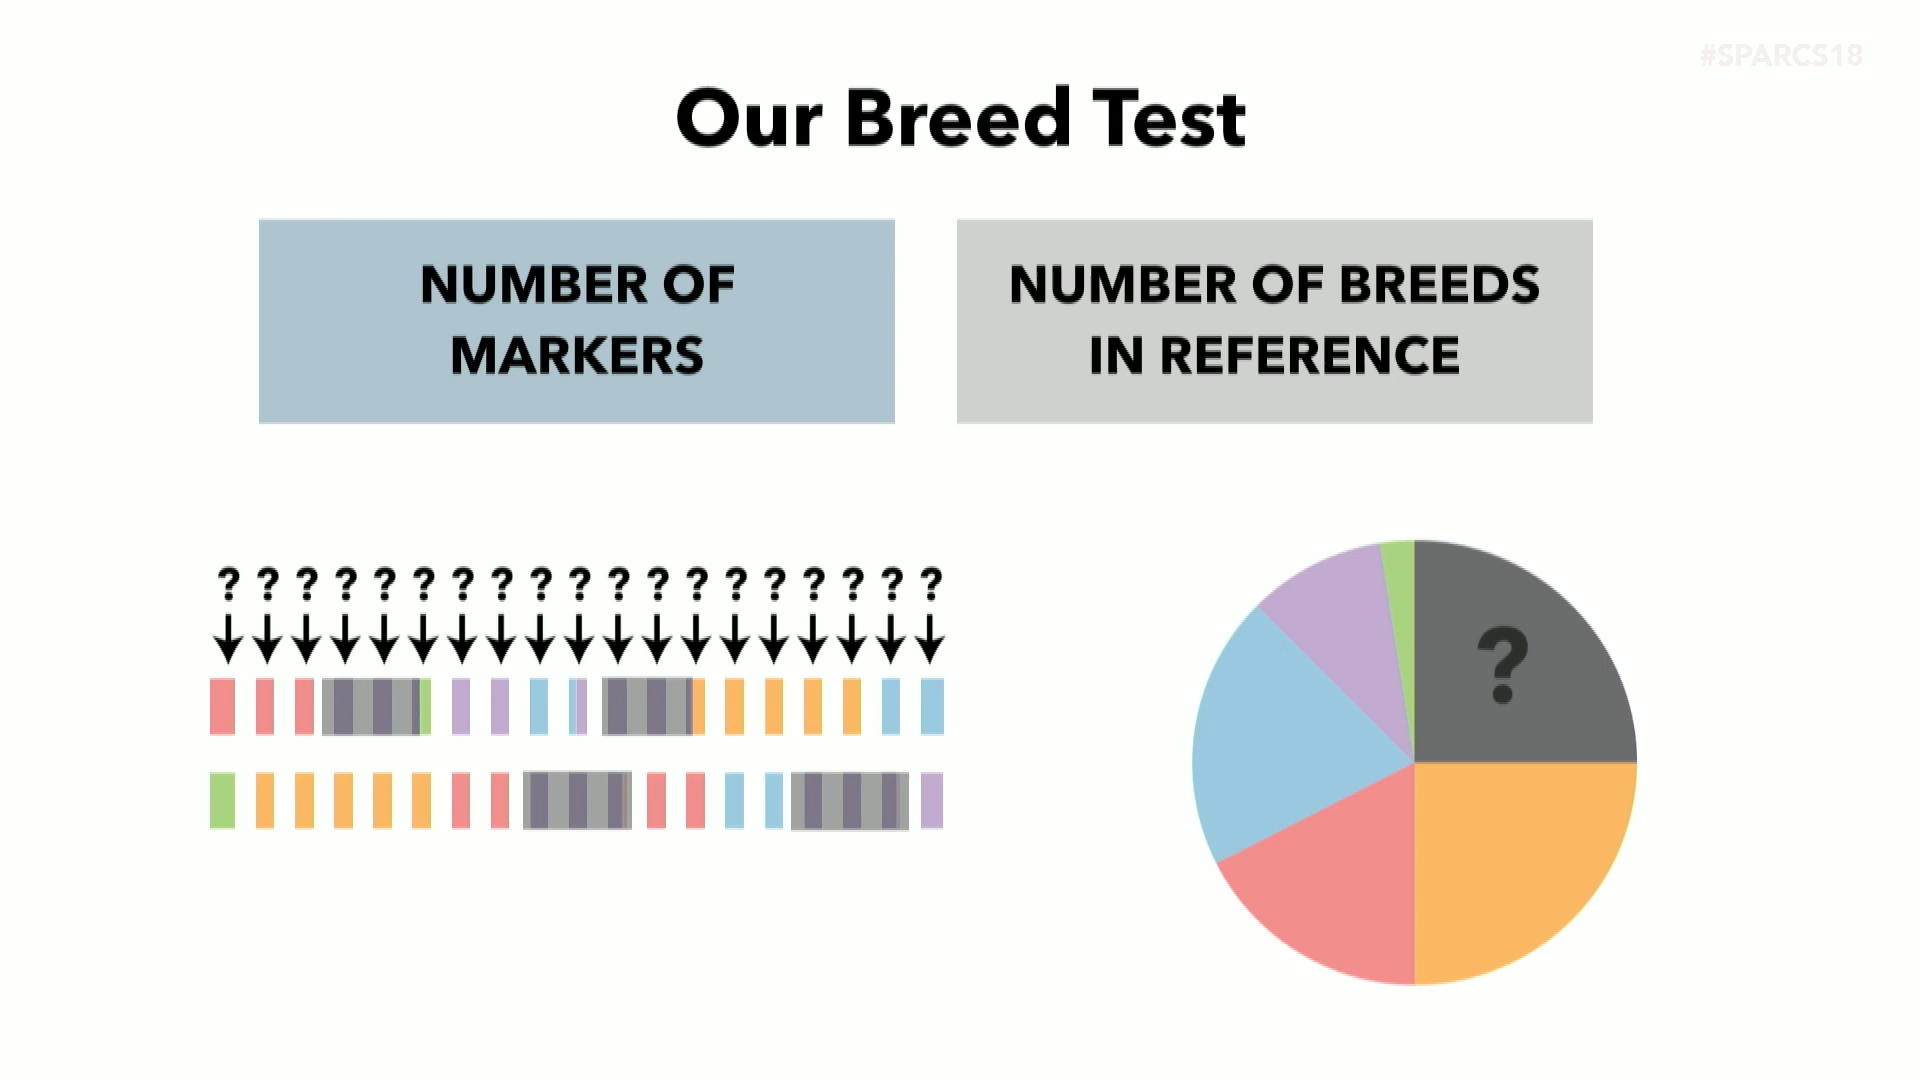 #SPARCS18
Our Breed Test
NUMBER OF
MARKERS
NUMBER OF BREEDS
IN REFERENCE
? ? ? ? ? ? ? ? ? ? ? ? ? ? ? ? ? ? ?
?